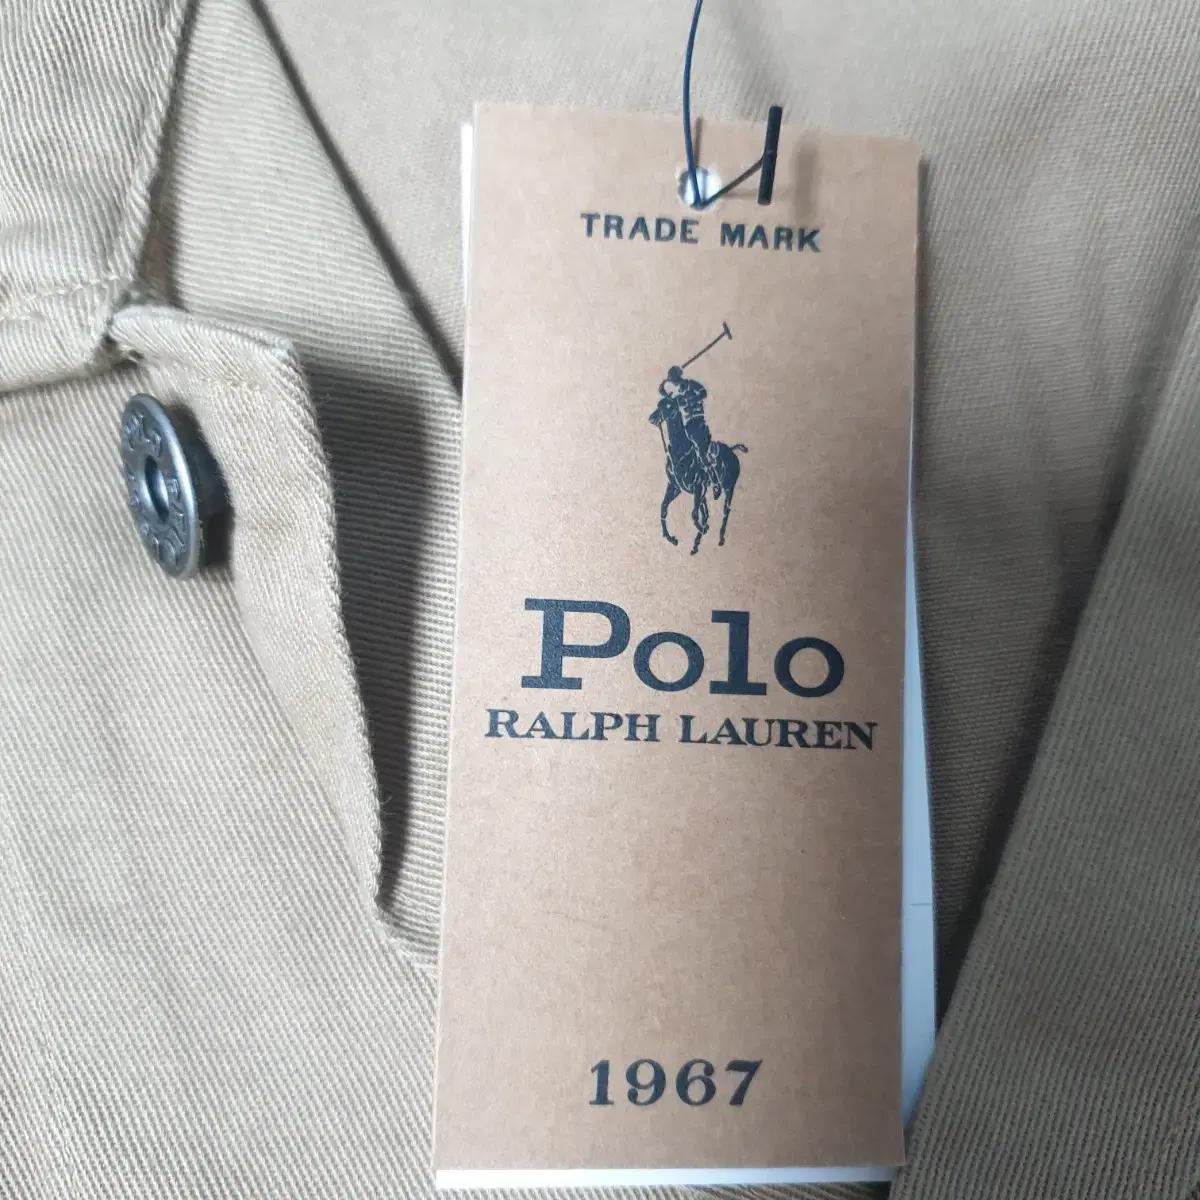 TRADE MARK
Polo
RALPH LAUREN
1967